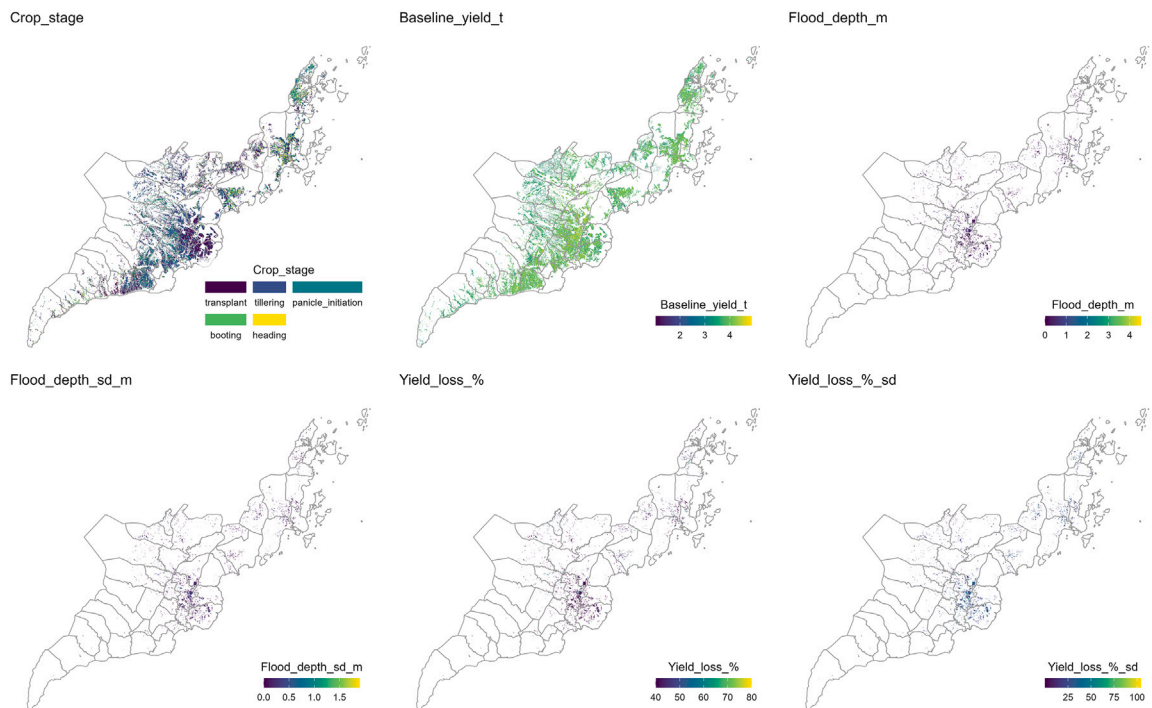 Crop_stage
Baseline_yield_t
Flood_depth_m
Crop_stage
transplant tillering panicle_initiation
booting heading
Baseline_yield_t
2 3 4
Flood_depth_m
0 1 2 3 4
Flood_depth_sd_m
Yield_loss_%
Yield_loss_%_sd
Flood_depth_sd_m
0.0 0.5 1.0 1.5
Yield_loss_%
40 50 60 70 80
Yield_loss_%_sd
25 50 75 100